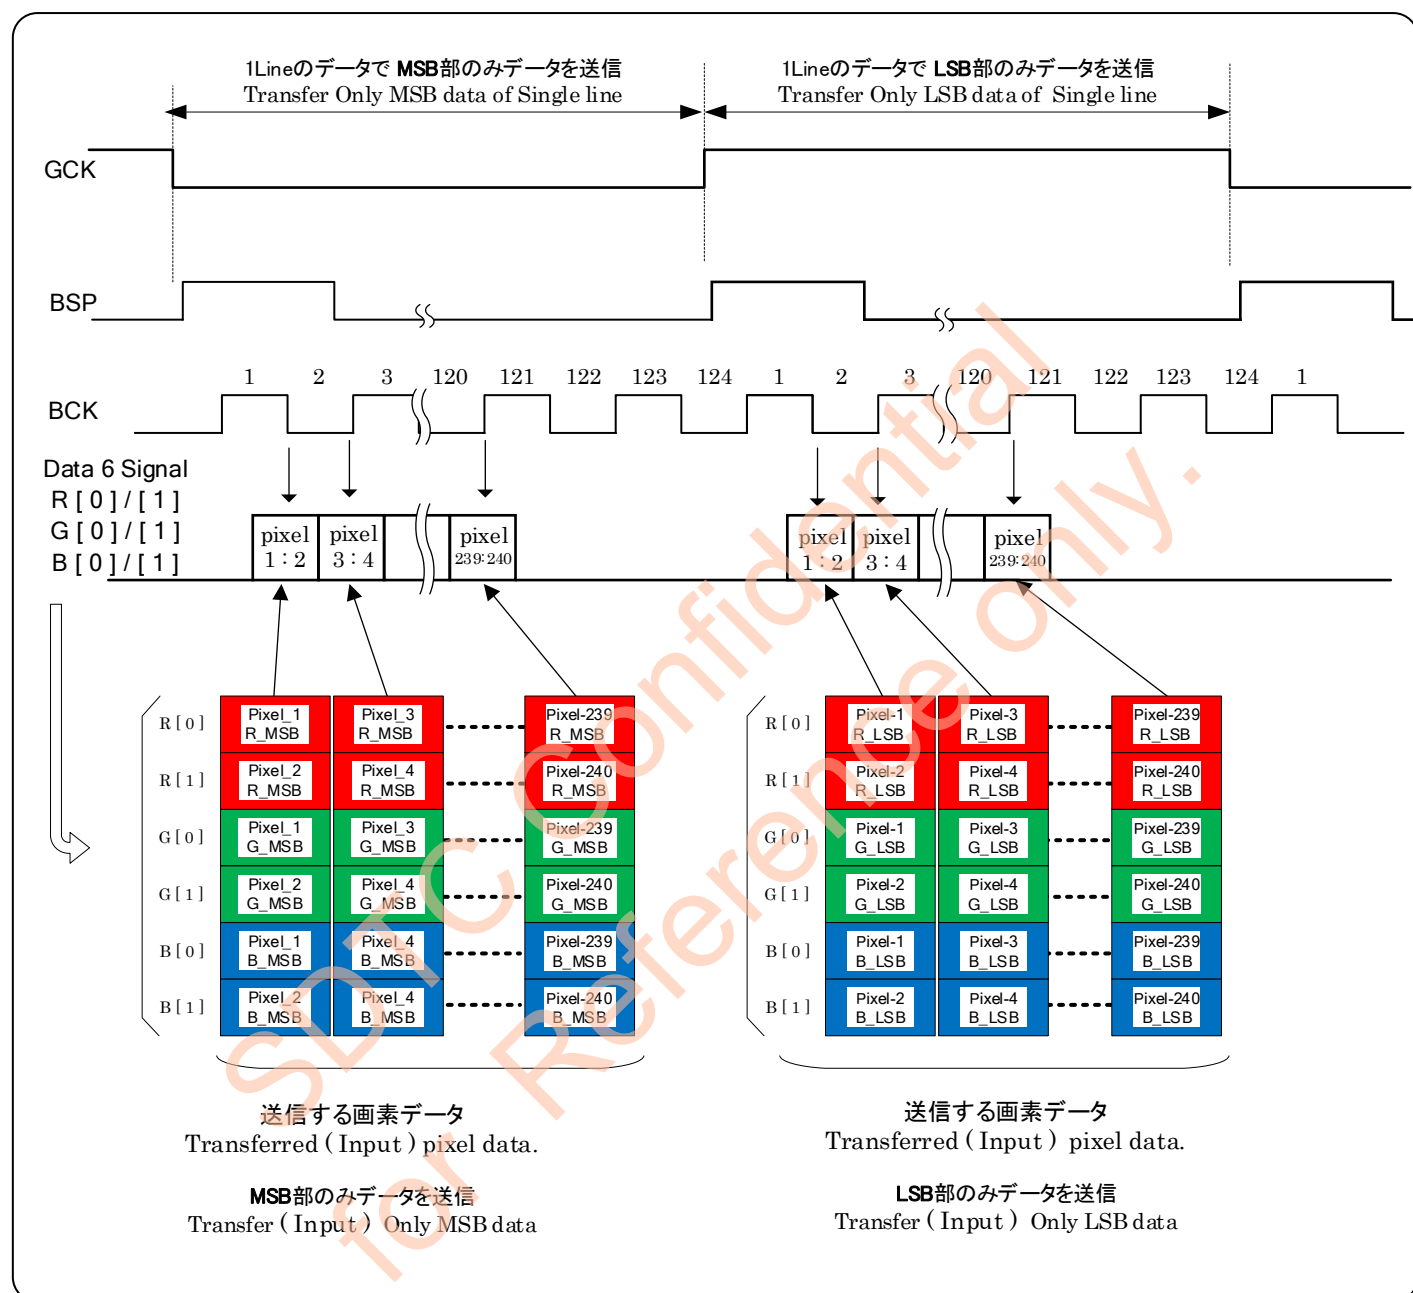 1Lineのデータで MSB部のみデータを送信
Transfer Only MSB data of Single line
1Lineのデータで LSB部のみデータを送信
Transfer Only LSB data of Single line
GCK
BSP
1 2 3 120 121 122 123 124 1 2 3 120 121 122 123 124 1
BCK
Data 6 Signal
R [ 0 ] / [ 1 ]
G [ 0 ] / [ 1 ]
B [ 0 ] / [ 1 ]
pixel
1 : 2
pixel
3 : 4
pixel
239:240
pixel
1 : 2
pixel
3 : 4
pixel
239:240
R [ 0 ]
Pixel_1
R_MSB
Pixel_3
R_MSB
Pixel-239
R_MSB
R [ 1 ]
Pixel_2
R_MSB
Pixel_4
R_MSB
Pixel-240
R_MSB
G [ 0 ]
Pixel_1
G_MSB
Pixel_3
G_MSB
Pixel-239
G_MSB
G [ 1 ]
Pixel_2
G_MSB
Pixel_4
G_MSB
Pixel-240
G_MSB
B [ 0 ]
Pixel_1
B_MSB
Pixel_4
B_MSB
Pixel-239
B_MSB
B [ 1 ]
Pixel_2
B_MSB
Pixel_4
B_MSB
Pixel-240
B_MSB
R [ 0 ]
Pixel-1
R_LSB
Pixel-3
R_LSB
Pixel-239
R_LSB
R [ 1 ]
Pixel-2
R_LSB
Pixel-4
R_LSB
Pixel-240
R_LSB
G [ 0 ]
Pixel-1
G_LSB
Pixel-3
G_LSB
Pixel-239
G_LSB
G [ 1 ]
Pixel-2
G_LSB
Pixel-4
G_LSB
Pixel-240
G_LSB
B [ 0 ]
Pixel-1
B_LSB
Pixel-3
B_LSB
Pixel-239
B_LSB
B [ 1 ]
Pixel-2
B_LSB
Pixel-4
B_LSB
Pixel-240
B_LSB
送信する画素データ
Transferred ( Input ) pixel data.
MSB部のみデータを送信
Transfer ( Input ) Only MSB data
送信する画素データ
Transferred ( Input ) pixel data.
LSB部のみデータを送信
Transfer ( Input ) Only LSB data
SDTC Confidential
for Reference only.